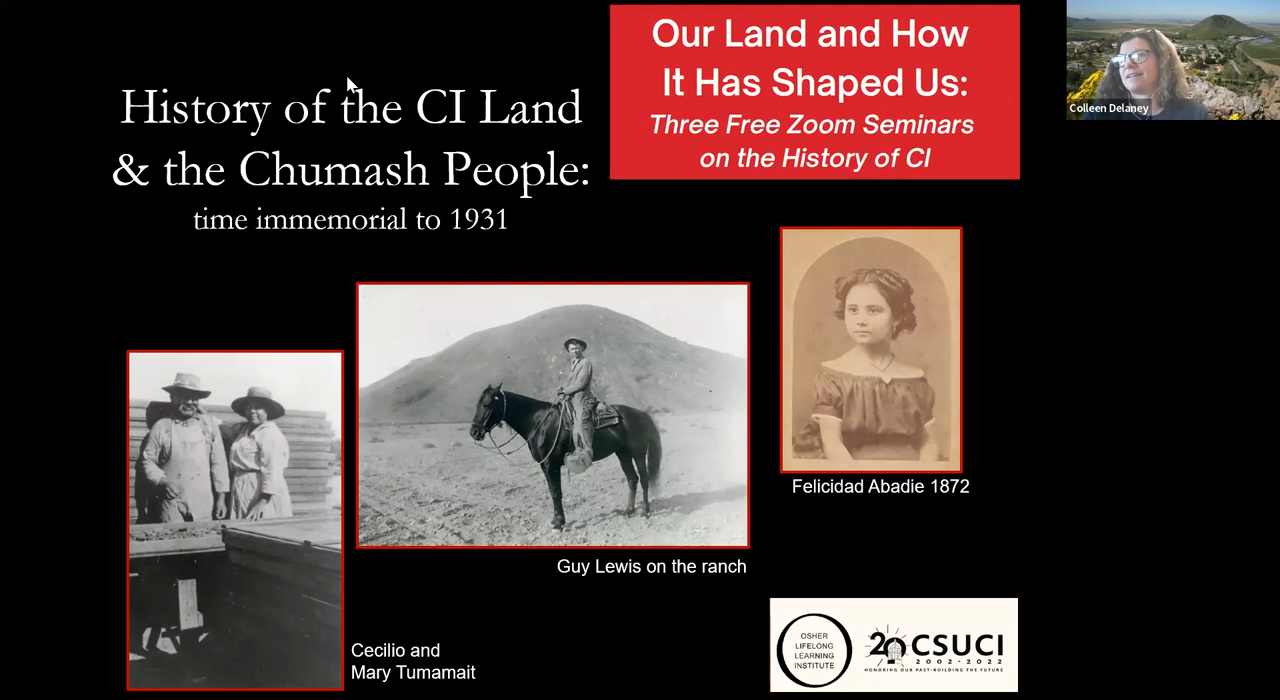 History of the CI Land
& the Chumash People:
time immemorial to 1931
Our Land and How
It Has Shaped Us:
Three Free Zoom Seminars
on the History of CI
Colleen Delaney
Felicidad Abadie 1872
Guy Lewis on the ranch
Cecilio and
Mary Tumamait
OSHER
LIFELONG
LEARNING
INSTITUTE
20 CSUCI
2002-2022
HONORING OUR PAST-BUILDING THE FUTURE